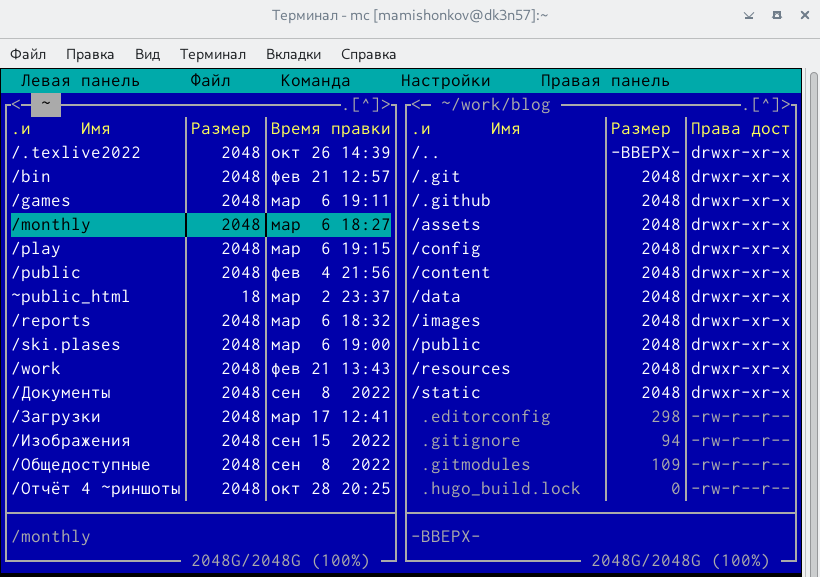 Терминал - mc [mamishonkov@dk3n57]:~
Файл Правка Вид Терминал Вкладки Справка
Левая панель Файл Команда Настройки Правая панель
<─ ~ .[^]>
.и Имя Размер Время правки
/.texlive2022 2048 окт 26 14:39
/bin 2048 фев 21 12:57
/games 2048 мар 6 19:11
/monthly 2048 мар 6 18:27
/play 2048 мар 6 19:15
/public 2048 фев 4 21:56
~public_html 18 мар 2 23:37
/reports 2048 мар 6 18:32
/ski.plases 2048 мар 6 19:00
/work 2048 фев 21 13:43
/Документы 2048 сен 8 2022
/Загрузки 2048 мар 17 12:41
/Изображения 2048 сен 15 2022
/Общедоступные 2048 сен 8 2022
/Отчёт 4 ~риншоты 2048 окт 28 20:25
/monthly
2048G/2048G (100%)
<─ ~/work/blog .[^]>
.и Имя Размер Права дост
/.. -ВВЕРХ- drwxr-xr-x
/.git 2048 drwxr-xr-x
/.github 2048 drwxr-xr-x
/assets 2048 drwxr-xr-x
/config 2048 drwxr-xr-x
/content 2048 drwxr-xr-x
/data 2048 drwxr-xr-x
/images 2048 drwxr-xr-x
/public 2048 drwxr-xr-x
/resources 2048 drwxr-xr-x
/static 2048 drwxr-xr-x
.editorconfig 298 -rw-r--r--
.gitignore 94 -rw-r--r--
.gitmodules 109 -rw-r--r--
.hugo_build.lock 0 -rw-r--r--
-ВВЕРХ-
2048G/2048G (100%)